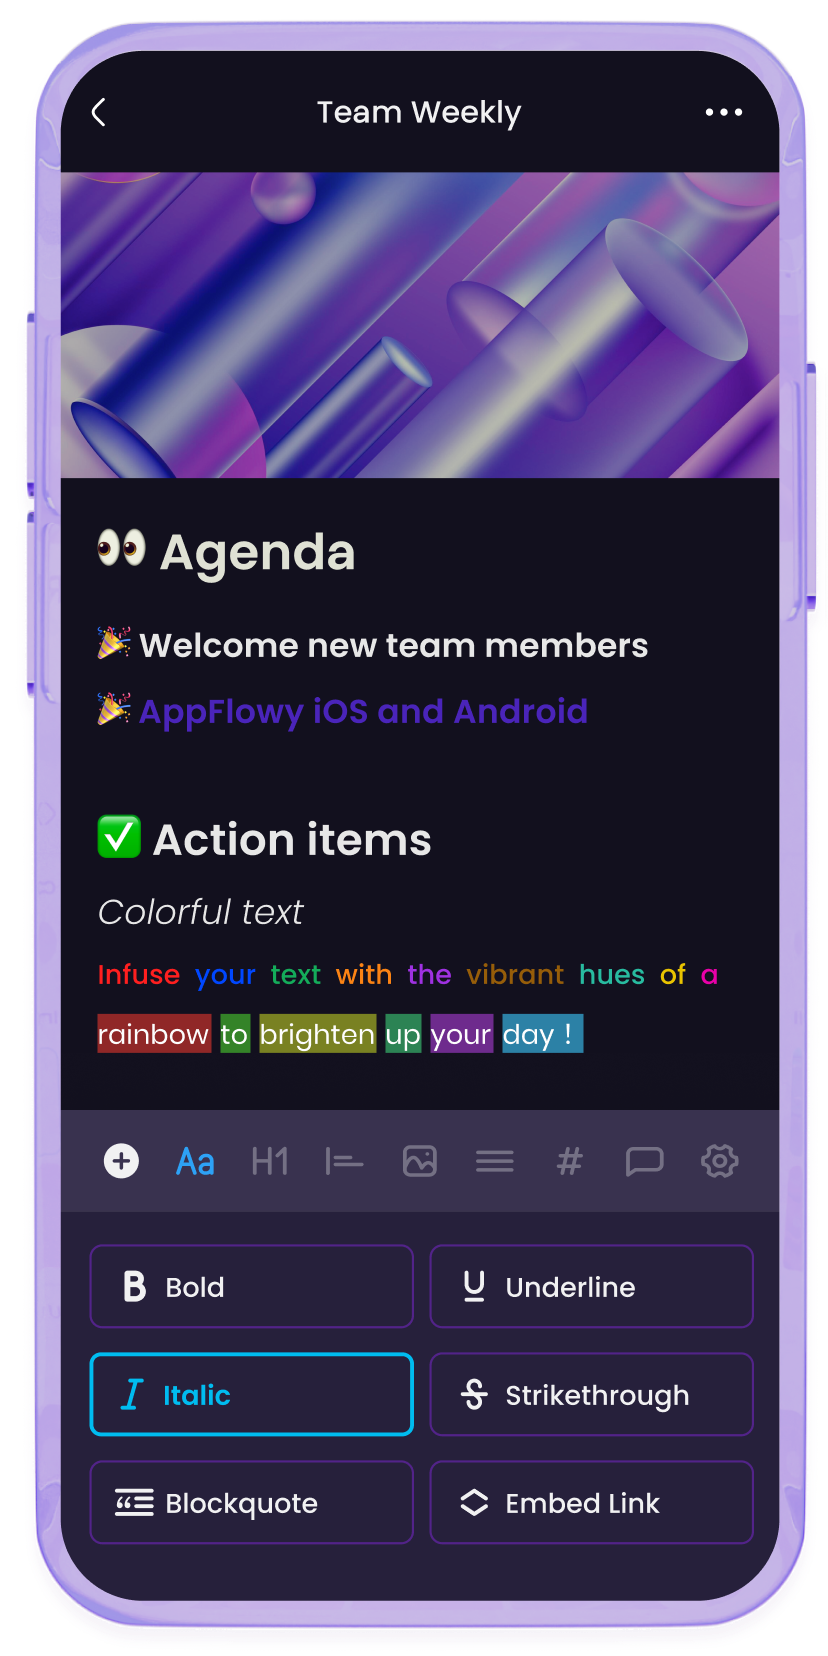 Team Weekly
👀 Agenda
🎉 Welcome new team members
🎉 AppFlowy iOS and Android
✅ Action items
Colorful text
Infuse your text with the vibrant hues of a
rainbow to brighten up your day !
Aa H1 #
B Bold
U Underline
I Italic
S Strikethrough
Blockquote
Embed Link